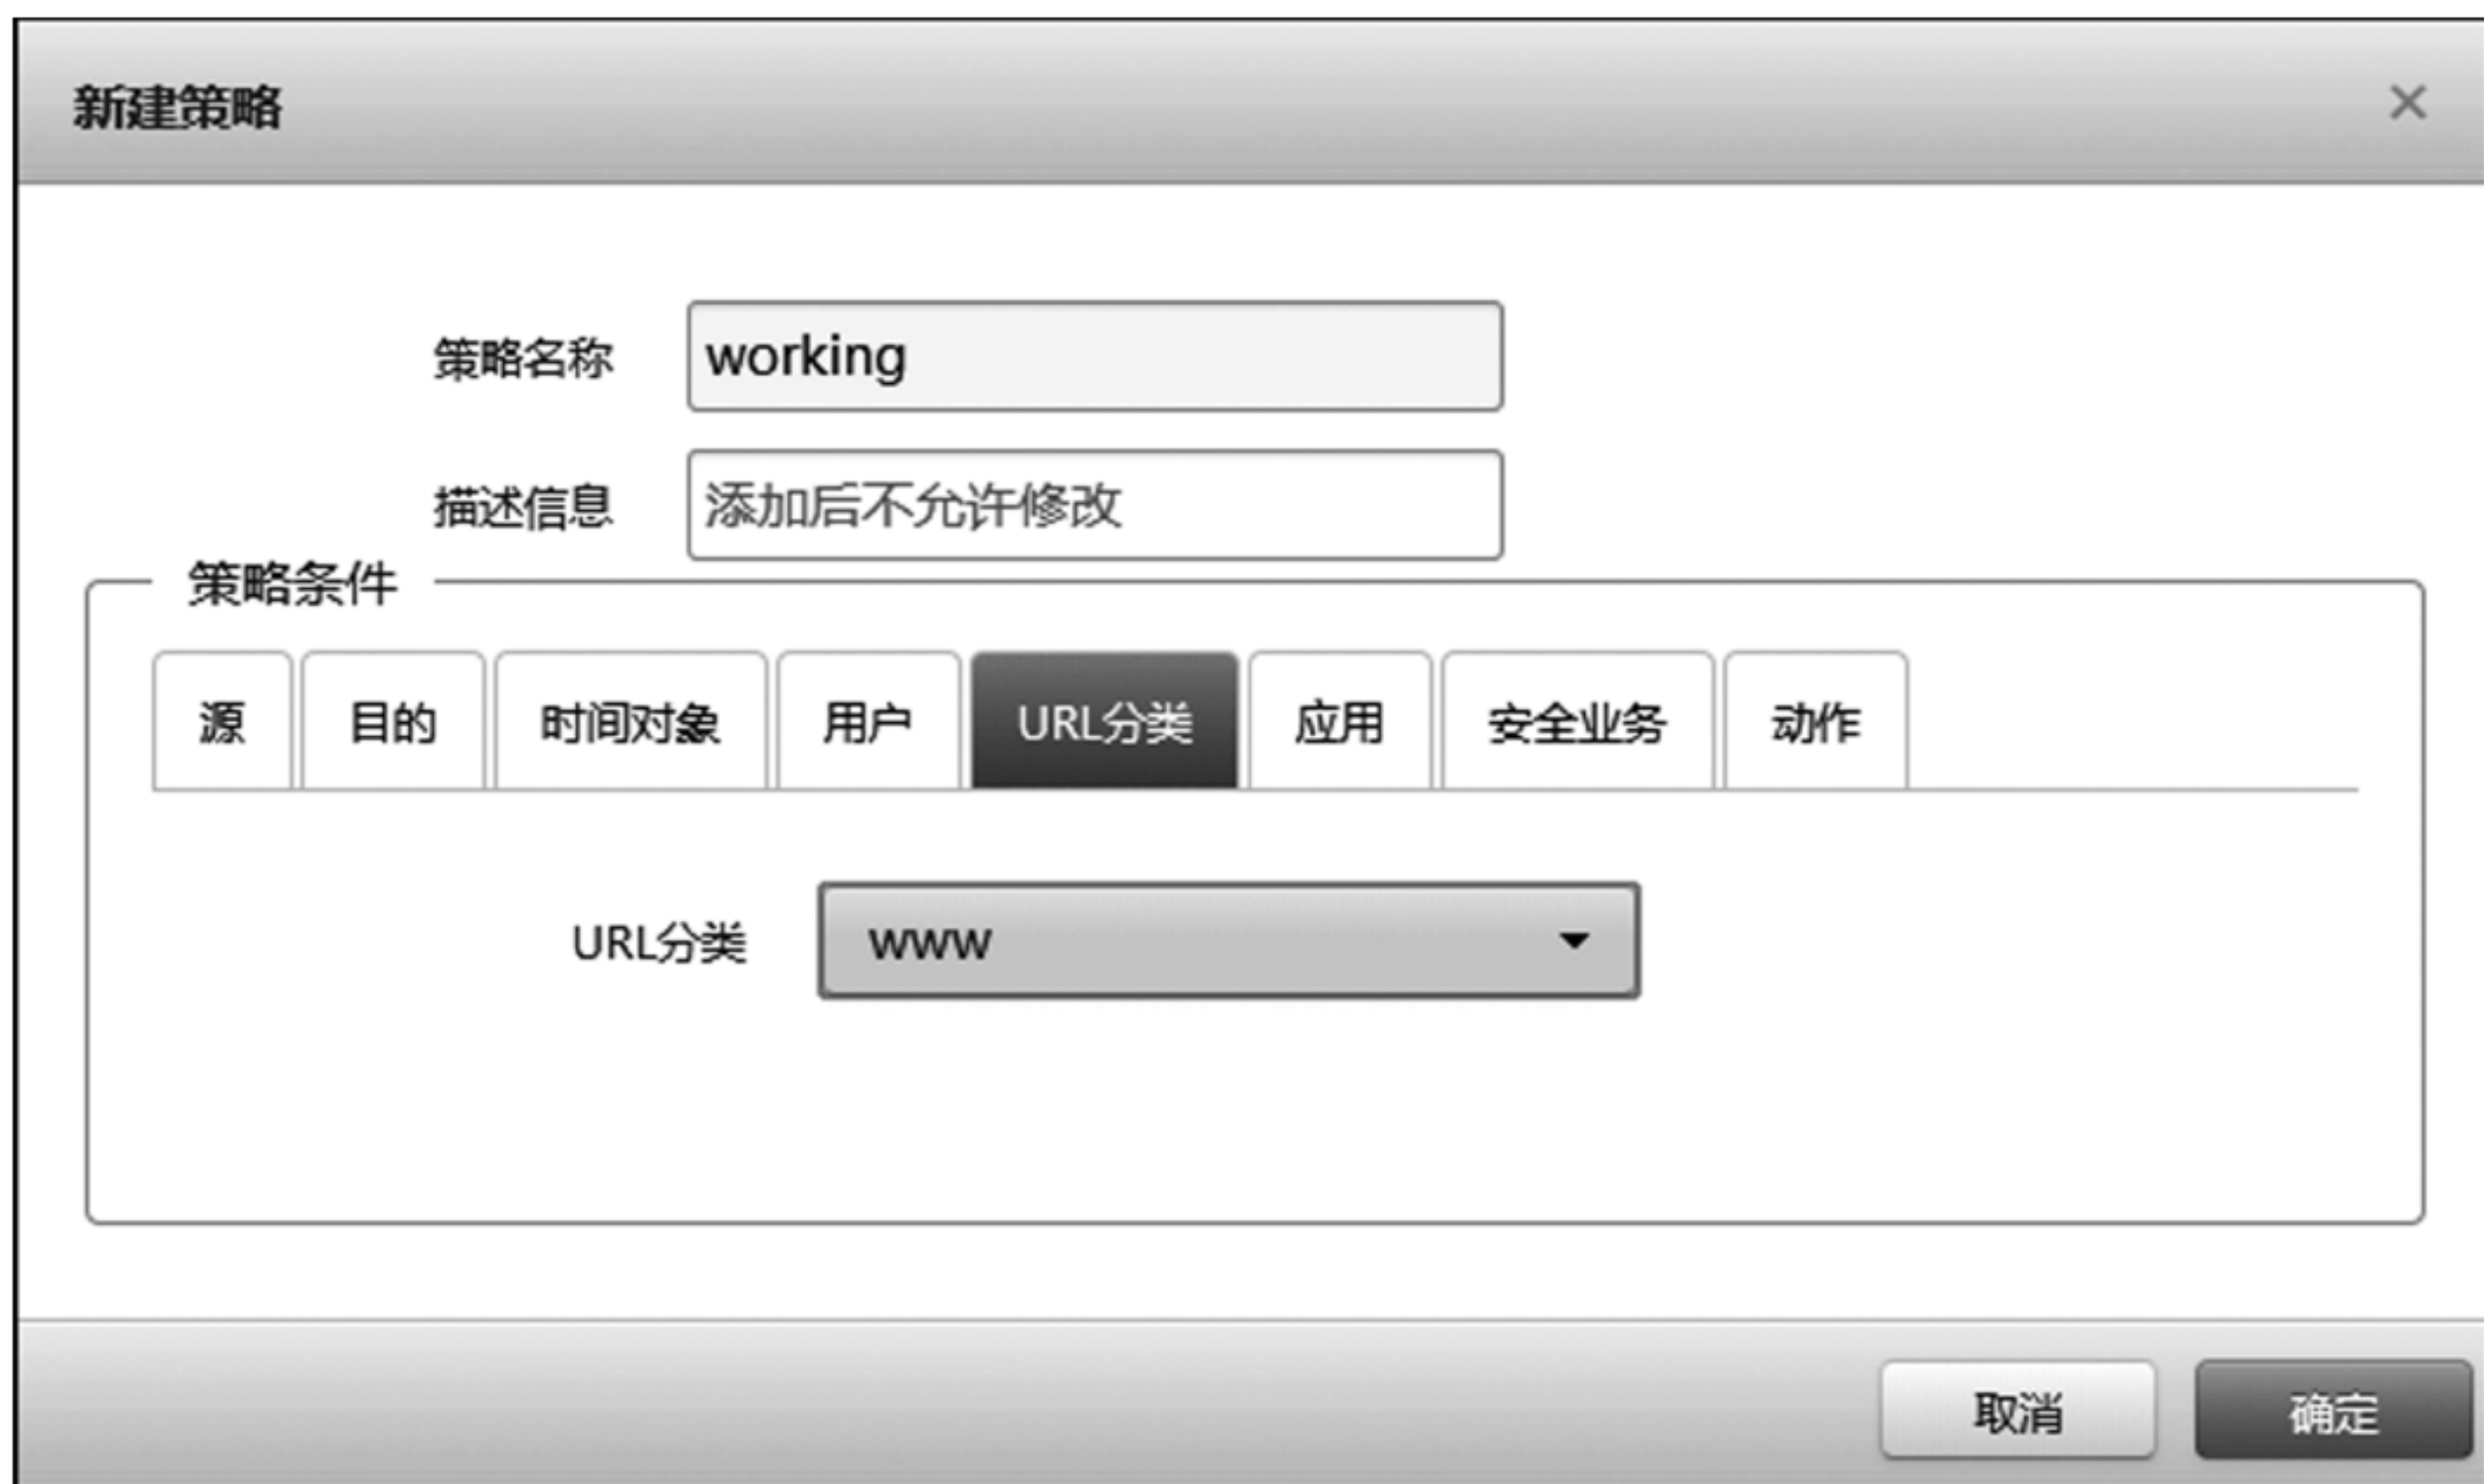 新建策略
策略名称 working
描述信息 添加后不允许修改
策略条件
源 目的 时间对象 用户 URL分类 应用 安全业务 动作
URL分类 www
取消 确定